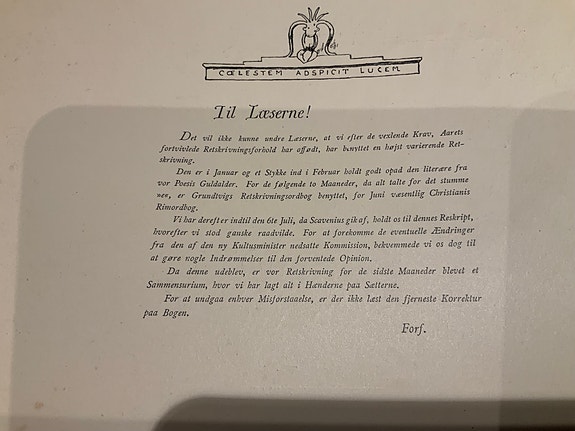 CŒLESTEM ADSPICIT LUCEM
Til Læserne!
Det vil ikke kunne undre Læserne, at vi efter de vexlende Krav, Aarets
fortvivlede Retskrivningsforhold har affødt, har benyttet en højst varierende Ret-
skrivning.
Den er i Januar og et Stykke ind i Februar holdt godt opad den literære fra
vor Poesis Guldalder. For de følgende to Maaneder, da alt talte for det stumme
»e«, er Grundtvigs Retskrivningsordbog benyttet, for Juni væsentlig Christianis
Rimordbog.
Vi har derefter indtil den 6te Juli, da Scavenius gik af, holdt os til dennes Reskript,
hvorefter vi stod ganske raadvilde. For at forekomme de eventuelle Ændringer
fra den af den ny Kultusminister nedsatte Kommission, bekvemmede vi os dog til
at gøre nogle Indrømmelser til den forventede Opinion.
Da denne udeblev, er vor Retskrivning for de sidste Maaneder blevet et
Sammensurium, hvor vi har lagt alt i Hænderne paa Sætterne.
For at undgaa enhver Misforstaaelse, er der ikke læst den fjerneste Korrektur
paa Bogen.
Forf.